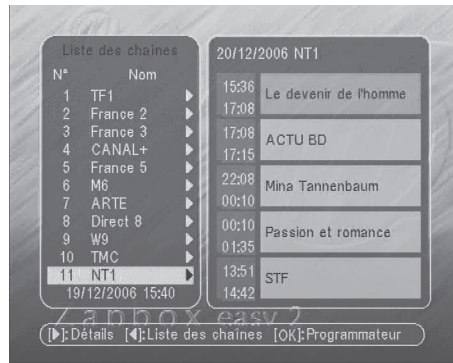 Liste des chaînes
N° Nom
1 TF1
2 France 2
3 France 3
4 CANAL+
5 France 5
6 M6
7 ARTE
8 Direct 8
9 W9
10 TMC
11 NT1
19/12/2006 15:40
20/12/2006 NT1
15:36 Le devenir de l'homme
17:08
17:08 ACTU BD
17:15
22:08 Mina Tannenbaum
00:10
00:10 Passion et romance
01:35
13:51 STF
14:42
Zapbox easy 2
[▶]:Détails [◀]:Liste des chaînes [OK]:Programmateur